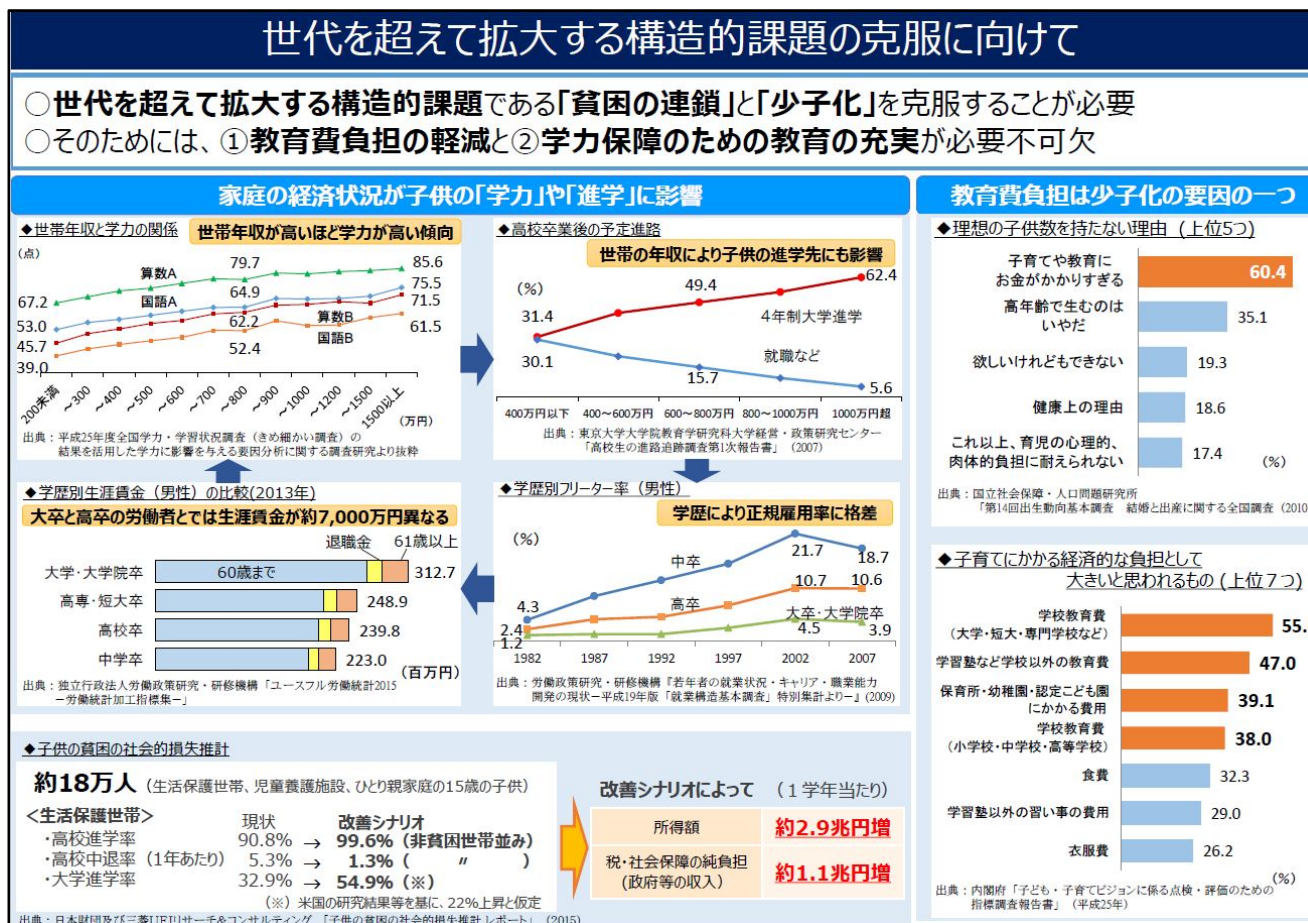 世代を超えて拡大する構造的課題の克服に向けて
○世代を超えて拡大する構造的課題である「貧困の連鎖」と「少子化」を克服することが必要
○そのためには、①教育費負担の軽減と②学力保障のための教育の充実が必要不可欠
家庭の経済状況が子供の「学力」や「進学」に影響
◆世帯年収と学力の関係
世帯年収が高いほど学力が高い傾向
(点)
算数A
79.7
85.6
67.2
国語A
64.9
75.5
53.0
62.2
算数B
71.5
45.7
52.4
国語B
61.5
39.0
200未満
～300
～400
～500
～600
～700
～800
～900
～1000
～1200
～1500
1500以上
(万円)
出典：平成25年度全国学力・学習状況調査（きめ細かい調査）の
結果を活用した学力に影響を与える要因分析に関する調査研究より抜粋
◆高校卒業後の予定進路
世帯の年収により子供の進学先にも影響
(%)
62.4
49.4
31.4
4年制大学進学
30.1
就職など
15.7
5.6
400万円以下
400～600万円
600～800万円
800～1000万円
1000万円超
出典：東京大学大学院教育学研究科大学経営・政策研究センター
「高校生の進路追跡調査第1次報告書」（2007）
◆学歴別生涯賃金（男性）の比較(2013年)
大卒と高卒の労働者とでは生涯賃金が約7,000万円異なる
退職金
61歳以上
大学・大学院卒
60歳まで
312.7
高専・短大卒
248.9
高校卒
239.8
中学卒
223.0
(百万円)
出典：独立行政法人労働政策研究・研修機構「ユースフル労働統計2015
－労働統計加工指標集－」
◆学歴別フリーター率（男性）
学歴により正規雇用率に格差
(%)
中卒
21.7
18.7
高卒
10.7
10.6
4.3
大卒・大学院卒
2.4
4.5
3.9
1.2
1982
1987
1992
1997
2002
2007
出典：労働政策研究・研修機構『若年者の就業状況・キャリア・職業能力
開発の現状－平成19年版「就業構造基本調査」特別集計より－』(2009)
◆子供の貧困の社会的損失推計
約18万人（生活保護世帯、児童養護施設、ひとり親家庭の15歳の子供）
＜生活保護世帯＞
現状
改善シナリオ
・高校進学率 90.8% → 99.6%（非貧困世帯並み）
・高校中退率（1年あたり） 5.3% → 1.3%（ 〃 ）
・大学進学率 32.9% → 54.9%（※）
（※）米国の研究結果等を基に、22%上昇と仮定
出典：日本財団及び三菱UFJリサーチ＆コンサルティング 「子供の貧困の社会的損失推計 レポート」（2015）
改善シナリオによって （1学年当たり）
所得額
約2.9兆円増
税・社会保障の純負担
(政府等の収入)
約1.1兆円増
教育費負担は少子化の要因の一つ
◆理想の子供数を持たない理由（上位5つ）
子育てや教育に
お金がかかりすぎる
60.4
高年齢で生むのは
いやだ
35.1
欲しいけれどもできない
19.3
健康上の理由
18.6
これ以上、育児の心理的、
肉体的負担に耐えられない
17.4
(%)
出典：国立社会保障・人口問題研究所
「第14回出生動向基本調査 結婚と出産に関する全国調査（2010
◆子育てにかかる経済的な負担として
大きいと思われるもの（上位７つ）
学校教育費
（大学・短大・専門学校など）
55.
学習塾など学校以外の教育費
47.0
保育所・幼稚園・認定こども園
にかかる費用
39.1
学校教育費
（小学校・中学校・高等学校）
38.0
食費
32.3
学習塾以外の習い事の費用
29.0
衣服費
26.2
(%)
出典：内閣府「子ども・子育てビジョンに係る点検・評価のための
指標調査報告書」（平成25年）